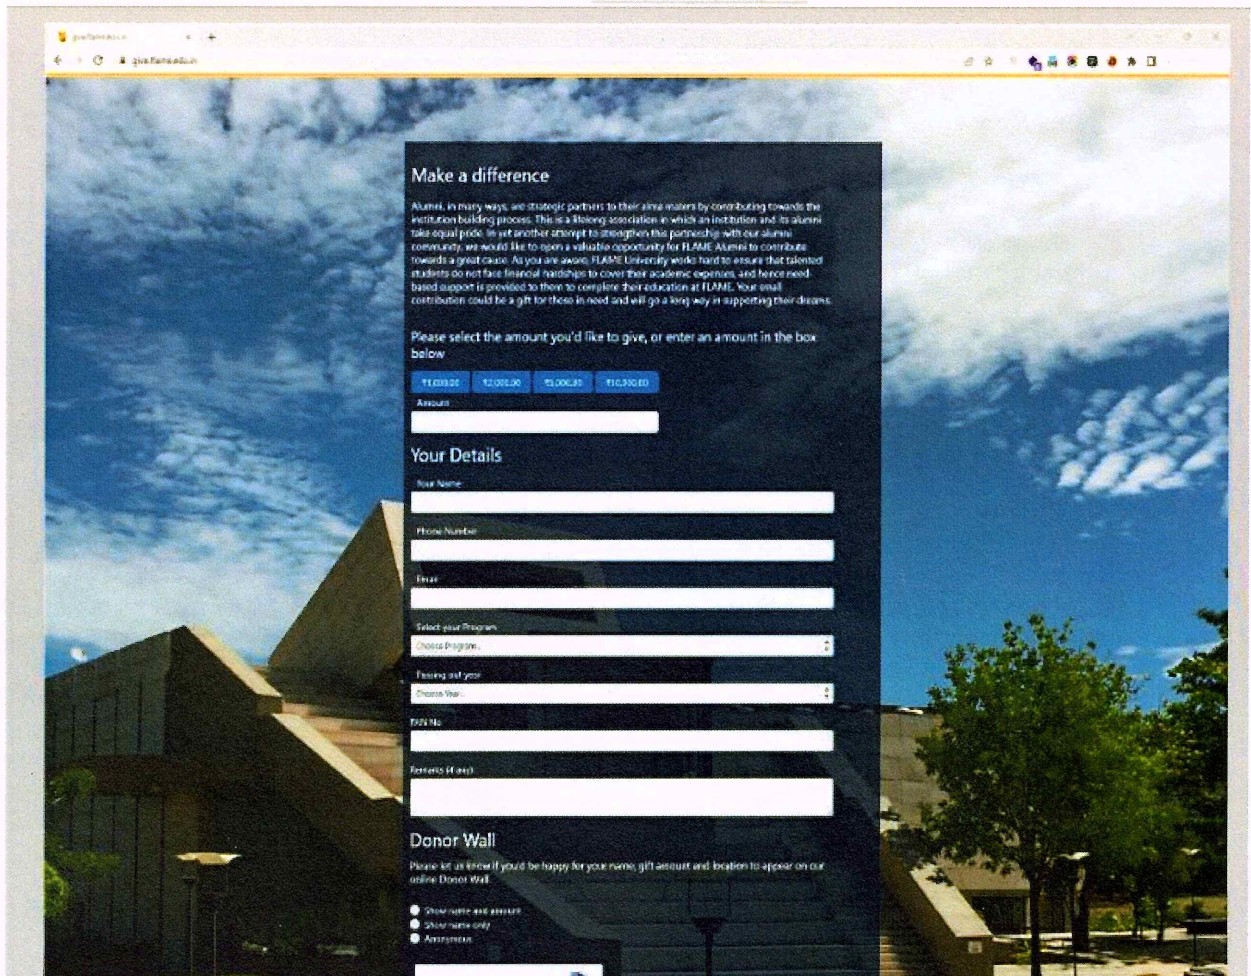 give.flame.edu.in
give.flame.edu.in
Make a difference
Alumni, in many ways, are strategic partners to their alma maters by contributing towards the
institution building process. This is a lifelong association in which an institution and its alumni
take equal pride. In yet another attempt to strengthen this partnership with our alumni
community, we would like to open a valuable opportunity for FLAME Alumni to contribute
towards a great cause. As you are aware, FLAME University works hard to ensure that talented
students do not face financial hardships to cover their academic expenses, and hence need
based support is provided to them to complete their education at FLAME. Your small
contribution could be a gift for those in need and will go a long way in supporting their dreams.
Please select the amount you'd like to give, or enter an amount in the box
below
₹1,000.00 ₹2,000.00 ₹5,000.00 ₹10,000.00
Amount
Your Details
Your Name
Phone Number
Email
Select your Program
Choose Program..
Passing out year
Choose Year..
PAN No
Remarks (if any)
Donor Wall
Please let us know if you'd be happy for your name, gift amount and location to appear on our
online Donor Wall
Show name and amount
Show name only
Anonymous